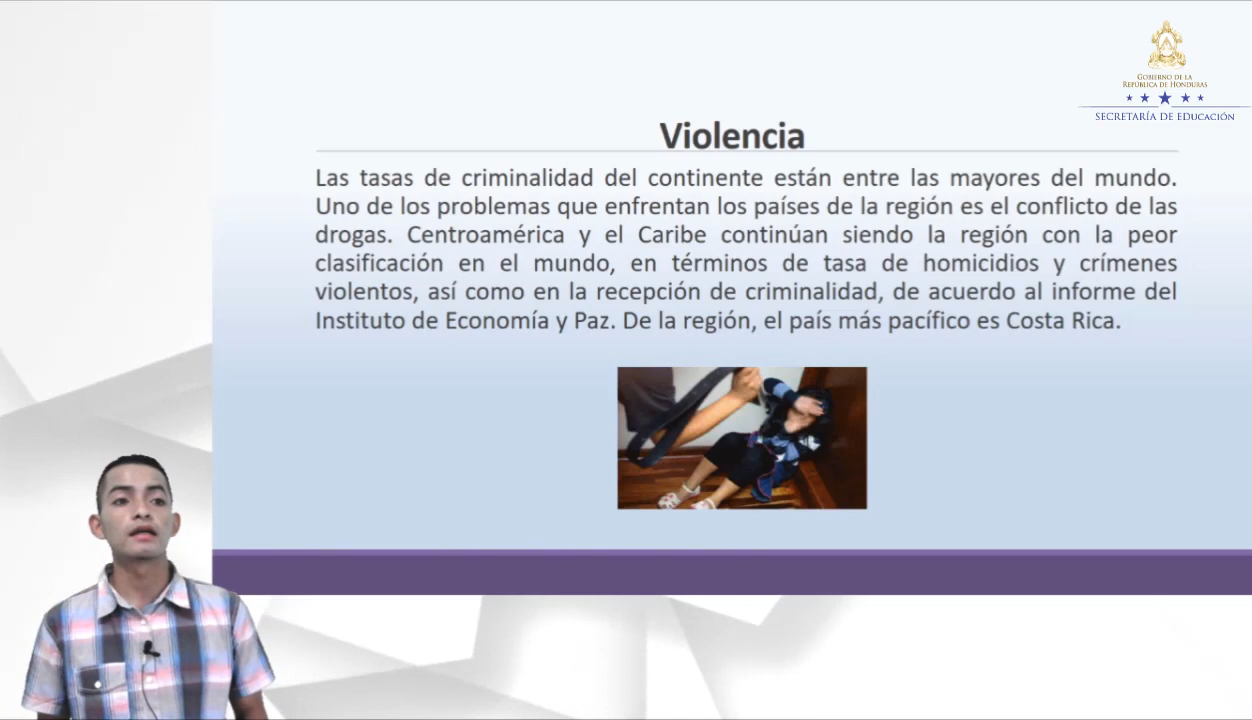 GOBIERNO DE LA
REPÚBLICA DE HONDURAS
SECRETARÍA DE EDUCACIÓN
Violencia
Las tasas de criminalidad del continente están entre las mayores del mundo.
Uno de los problemas que enfrentan los países de la región es el conflicto de las
drogas. Centroamérica y el Caribe continúan siendo la región con la peor
clasificación en el mundo, en términos de tasa de homicidios y crímenes
violentos, así como en la recepción de criminalidad, de acuerdo al informe del
Instituto de Economía y Paz. De la región, el país más pacífico es Costa Rica.